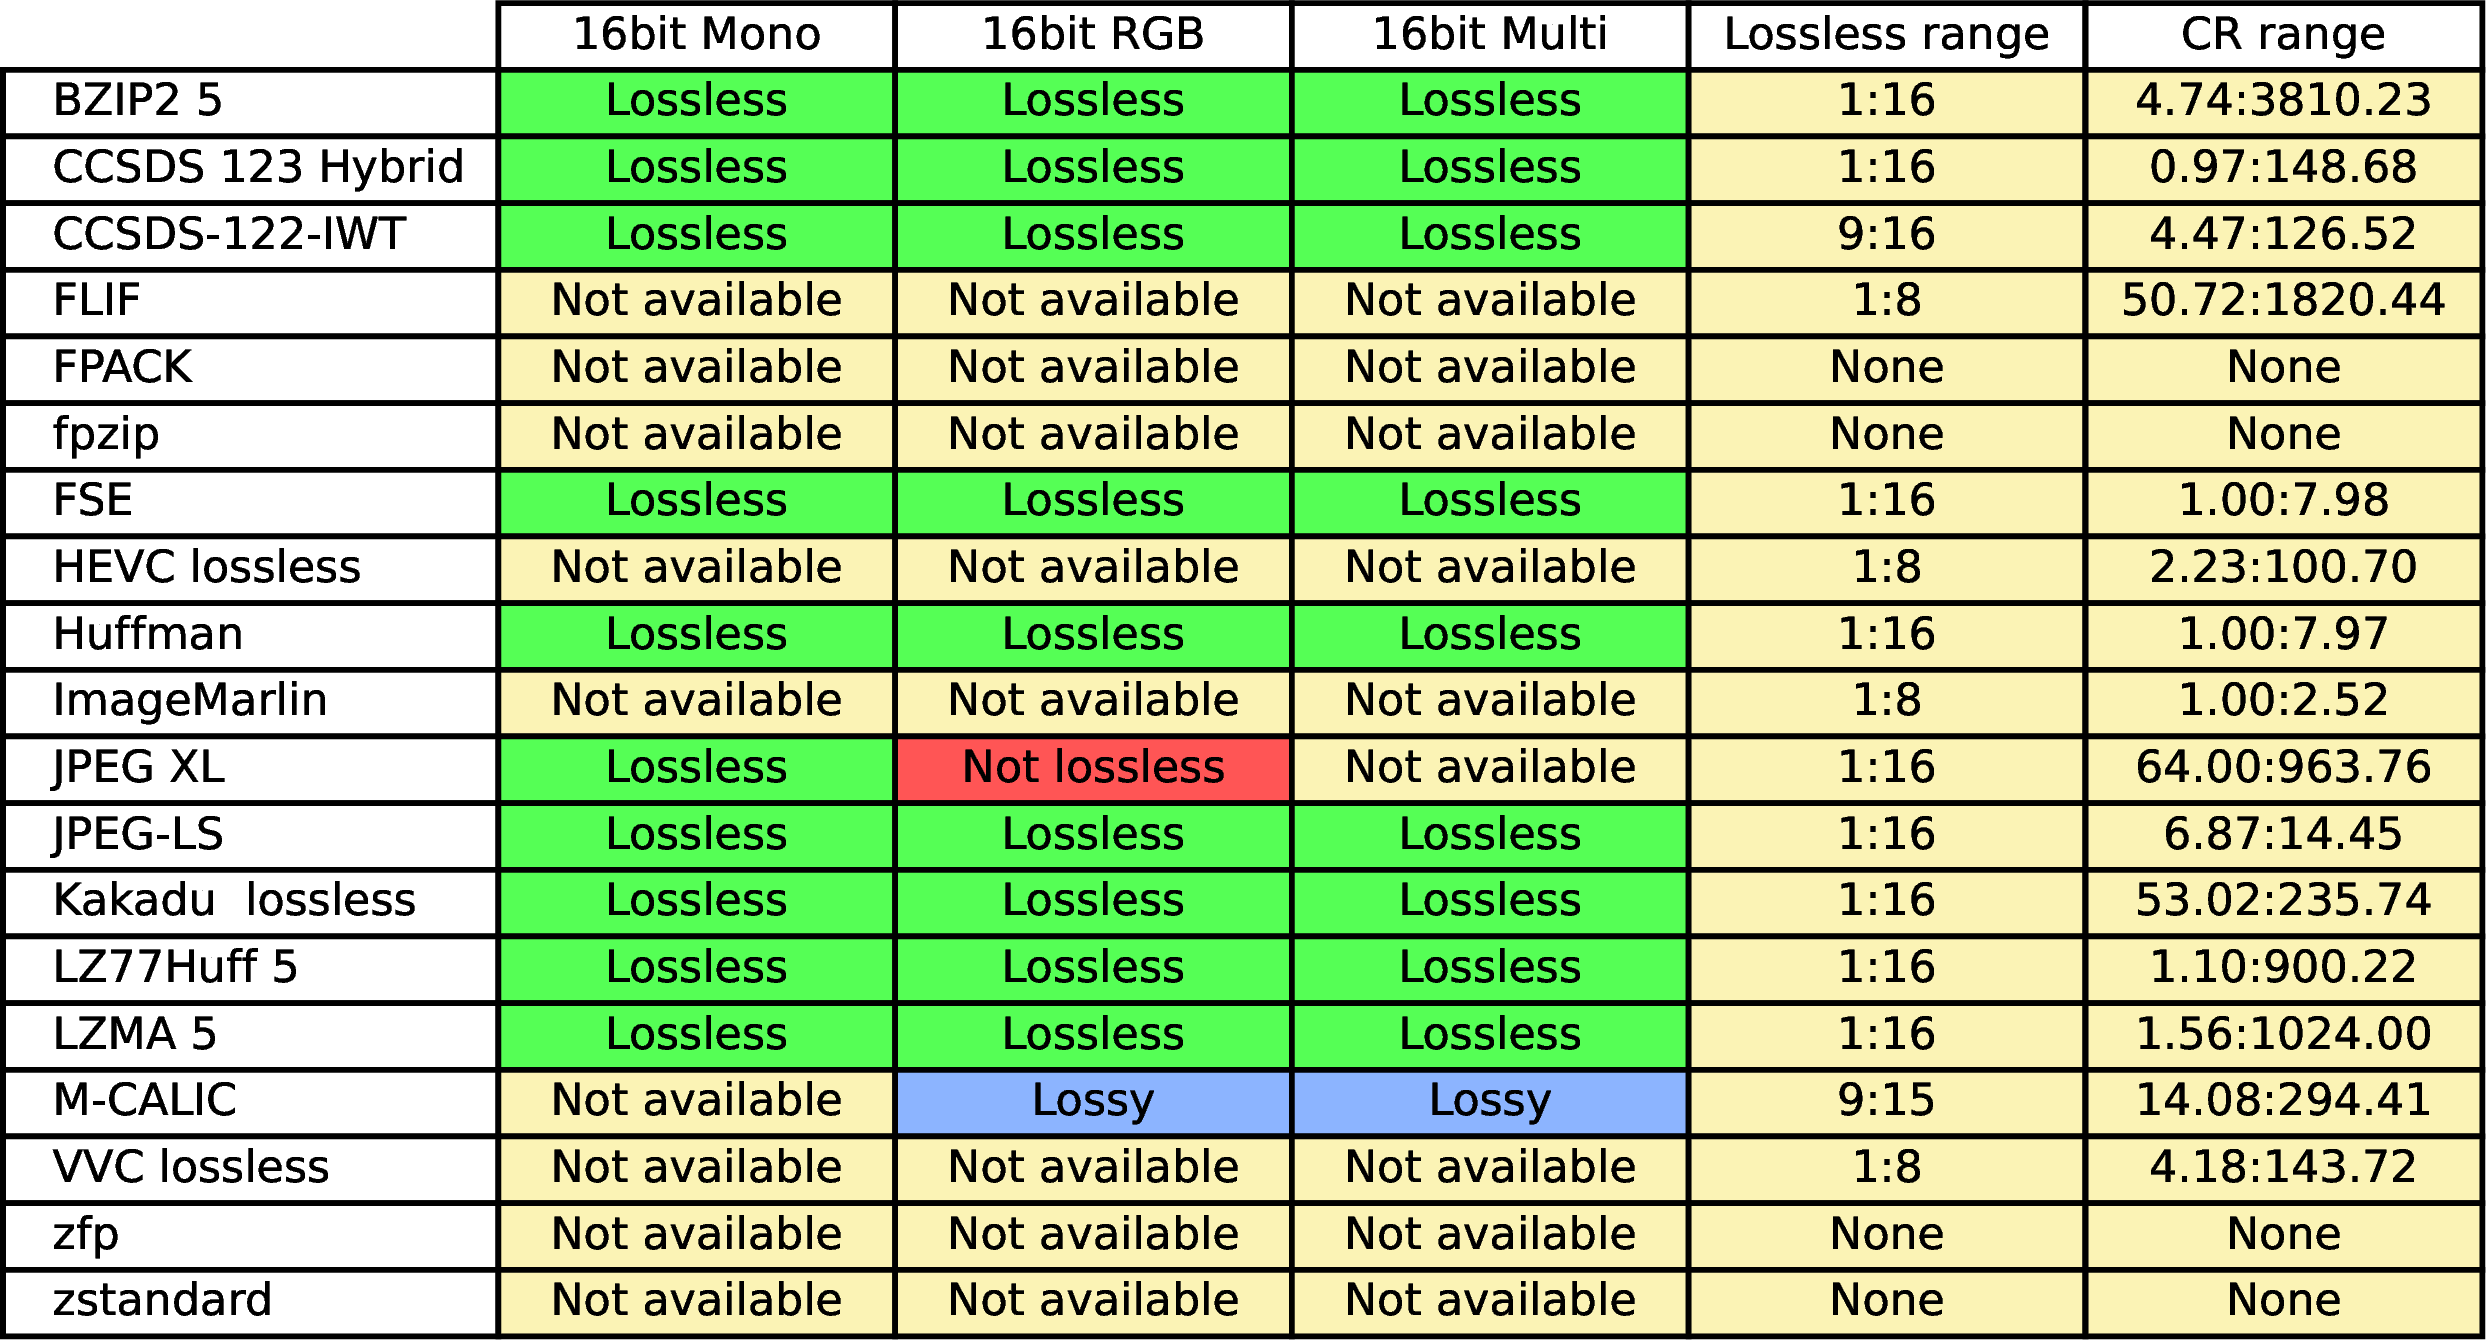 16bit Mono 16bit RGB 16bit Multi Lossless range CR range
BZIP2 5 Lossless Lossless Lossless 1:16 4.74:3810.23
CCSDS 123 Hybrid Lossless Lossless Lossless 1:16 0.97:148.68
CCSDS-122-IWT Lossless Lossless Lossless 9:16 4.47:126.52
FLIF Not available Not available Not available 1:8 50.72:1820.44
FPACK Not available Not available Not available None None
fpzip Not available Not available Not available None None
FSE Lossless Lossless Lossless 1:16 1.00:7.98
HEVC lossless Not available Not available Not available 1:8 2.23:100.70
Huffman Lossless Lossless Lossless 1:16 1.00:7.97
ImageMarlin Not available Not available Not available 1:8 1.00:2.52
JPEG XL Lossless Not lossless Not available 1:16 64.00:963.76
JPEG-LS Lossless Lossless Lossless 1:16 6.87:14.45
Kakadu  lossless Lossless Lossless Lossless 1:16 53.02:235.74
LZ77Huff 5 Lossless Lossless Lossless 1:16 1.10:900.22
LZMA 5 Lossless Lossless Lossless 1:16 1.56:1024.00
M-CALIC Not available Lossy Lossy 9:15 14.08:294.41
VVC lossless Not available Not available Not available 1:8 4.18:143.72
zfp Not available Not available Not available None None
zstandard Not available Not available Not available None None